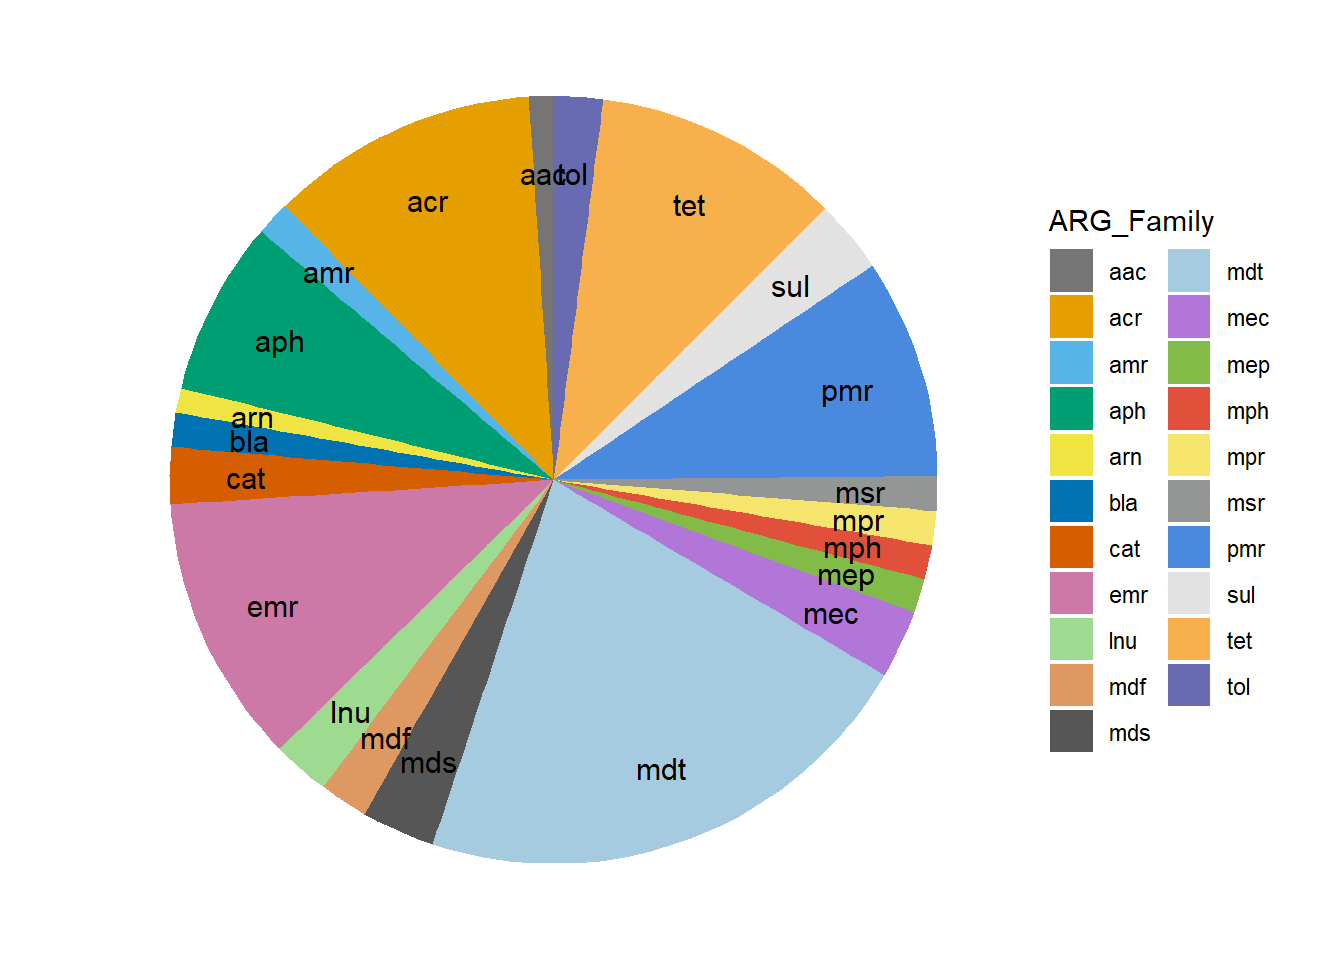 aac
tol
acr
tet
amr
sul
aph
pmr
arn
bla
cat
msr
mpr
mph
mep
mec
emr
lnu
mdf
mds
mdt
ARG_Family
aac
acr
amr
aph
arn
bla
cat
emr
lnu
mdf
mds
mdt
mec
mep
mph
mpr
msr
pmr
sul
tet
tol